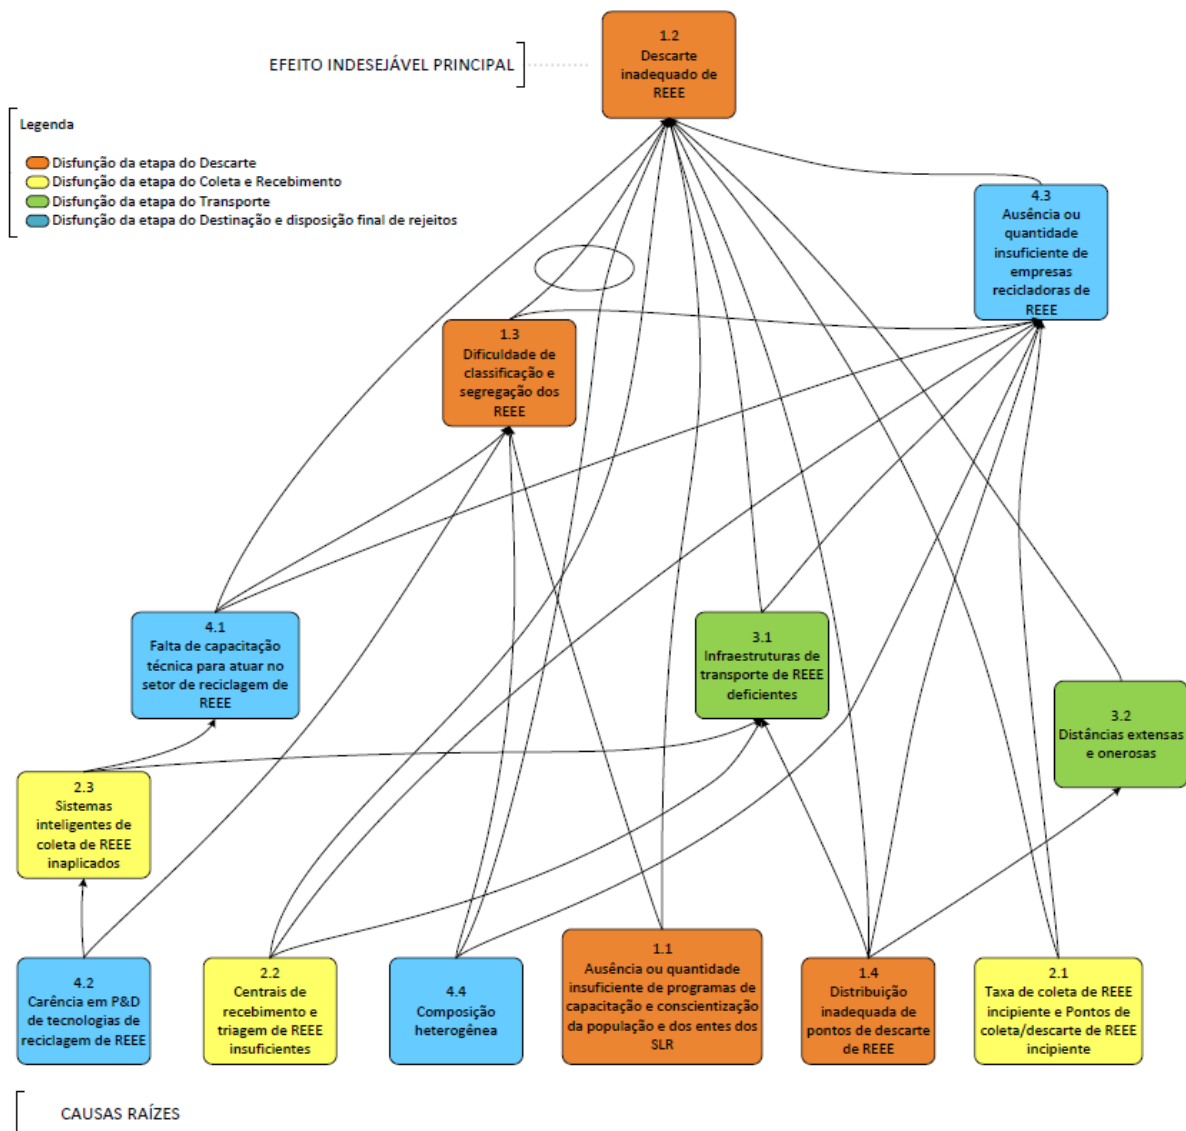 1.2
Descarte
inadequado de
REEE
EFEITO INDESEJÁVEL PRINCIPAL
Legenda
Disfunção da etapa do Descarte
Disfunção da etapa do Coleta e Recebimento
Disfunção da etapa do Transporte
Disfunção da etapa do Destinação e disposição final de rejeitos
4.3
Ausência ou
quantidade
insuficiente de
empresas
recicladoras de
REEE
1.3
Dificuldade de
classificação e
segregação dos
REEE
4.1
Falta de capacitação
técnica para atuar no
setor de reciclagem de
REEE
3.1
Infraestruturas de
transporte de REEE
deficientes
3.2
Distâncias extensas
e onerosas
2.3
Sistemas
inteligentes de
coleta de REEE
inaplicados
4.2
Carência em P&D
de tecnologias de
reciclagem de REEE
2.2
Centrais de
recebimento e
triagem de REEE
insuficientes
4.4
Composição
heterogênea
1.1
Ausência ou quantidade
insuficiente de programas de
capacitação e conscientização
da população e dos entes dos
SLR
1.4
Distribuição
inadequada de
pontos de descarte
de REEE
2.1
Taxa de coleta de REEE
incipiente e Pontos de
coleta/descarte de REEE
incipiente
CAUSAS RAÍZES